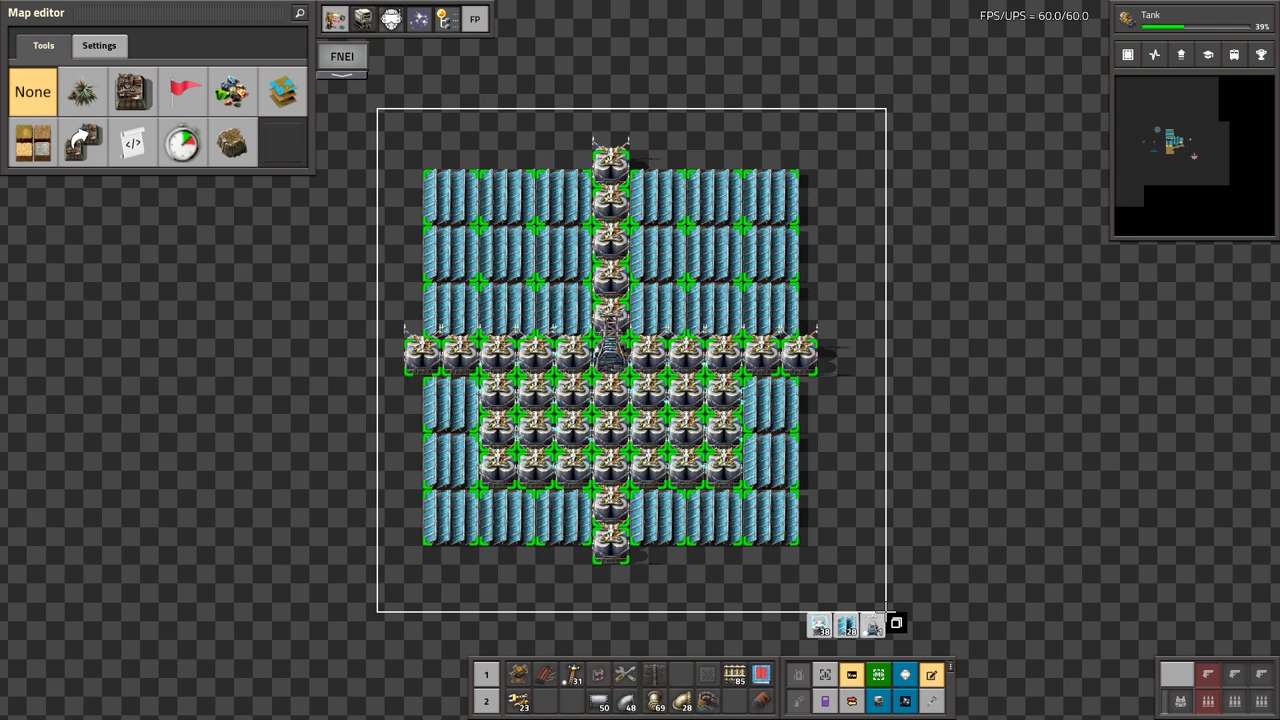 Map editor
Tools
Settings
None
</>
FP
FNEI
FPS/UPS = 60.0/60.0
Tank
39%
38
28
1
31
85
2
23
50
48
69
28